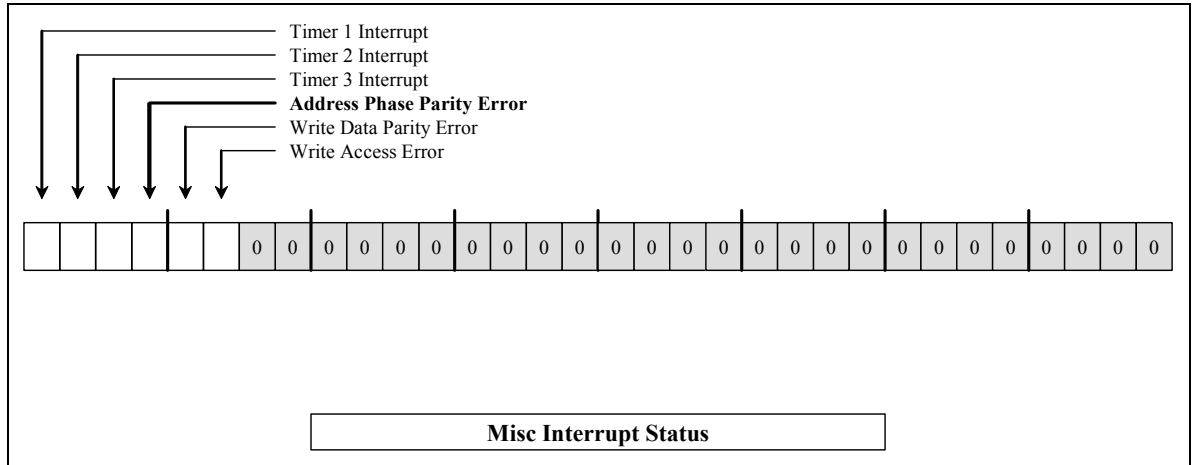 Timer 1 Interrupt
Timer 2 Interrupt
Timer 3 Interrupt
Address Phase Parity Error
Write Data Parity Error
Write Access Error
0 0 0 0 0 0 0 0 0 0 0 0 0 0 0 0 0 0 0 0 0 0 0 0 0 0
Misc Interrupt Status